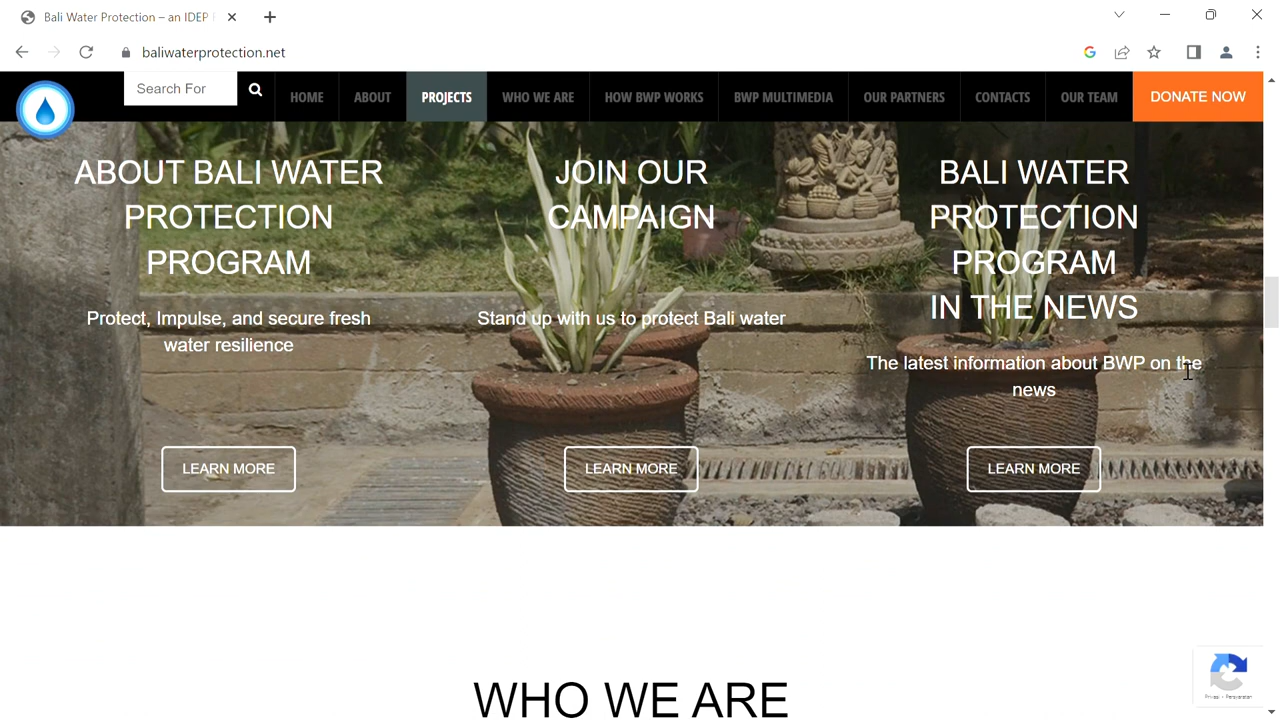 Bali Water Protection – an IDEP
baliwaterprotection.net
Search For
HOME
ABOUT
PROJECTS
WHO WE ARE
HOW BWP WORKS
BWP MULTIMEDIA
OUR PARTNERS
CONTACTS
OUR TEAM
DONATE NOW
ABOUT BALI WATER
PROTECTION
PROGRAM
Protect, Impulse, and secure fresh
water resilience
LEARN MORE
JOIN OUR
CAMPAIGN
Stand up with us to protect Bali water
LEARN MORE
BALI WATER
PROTECTION
PROGRAM
IN THE NEWS
The latest information about BWP on the
news
LEARN MORE
WHO WE ARE
Privasi - Persyaratan